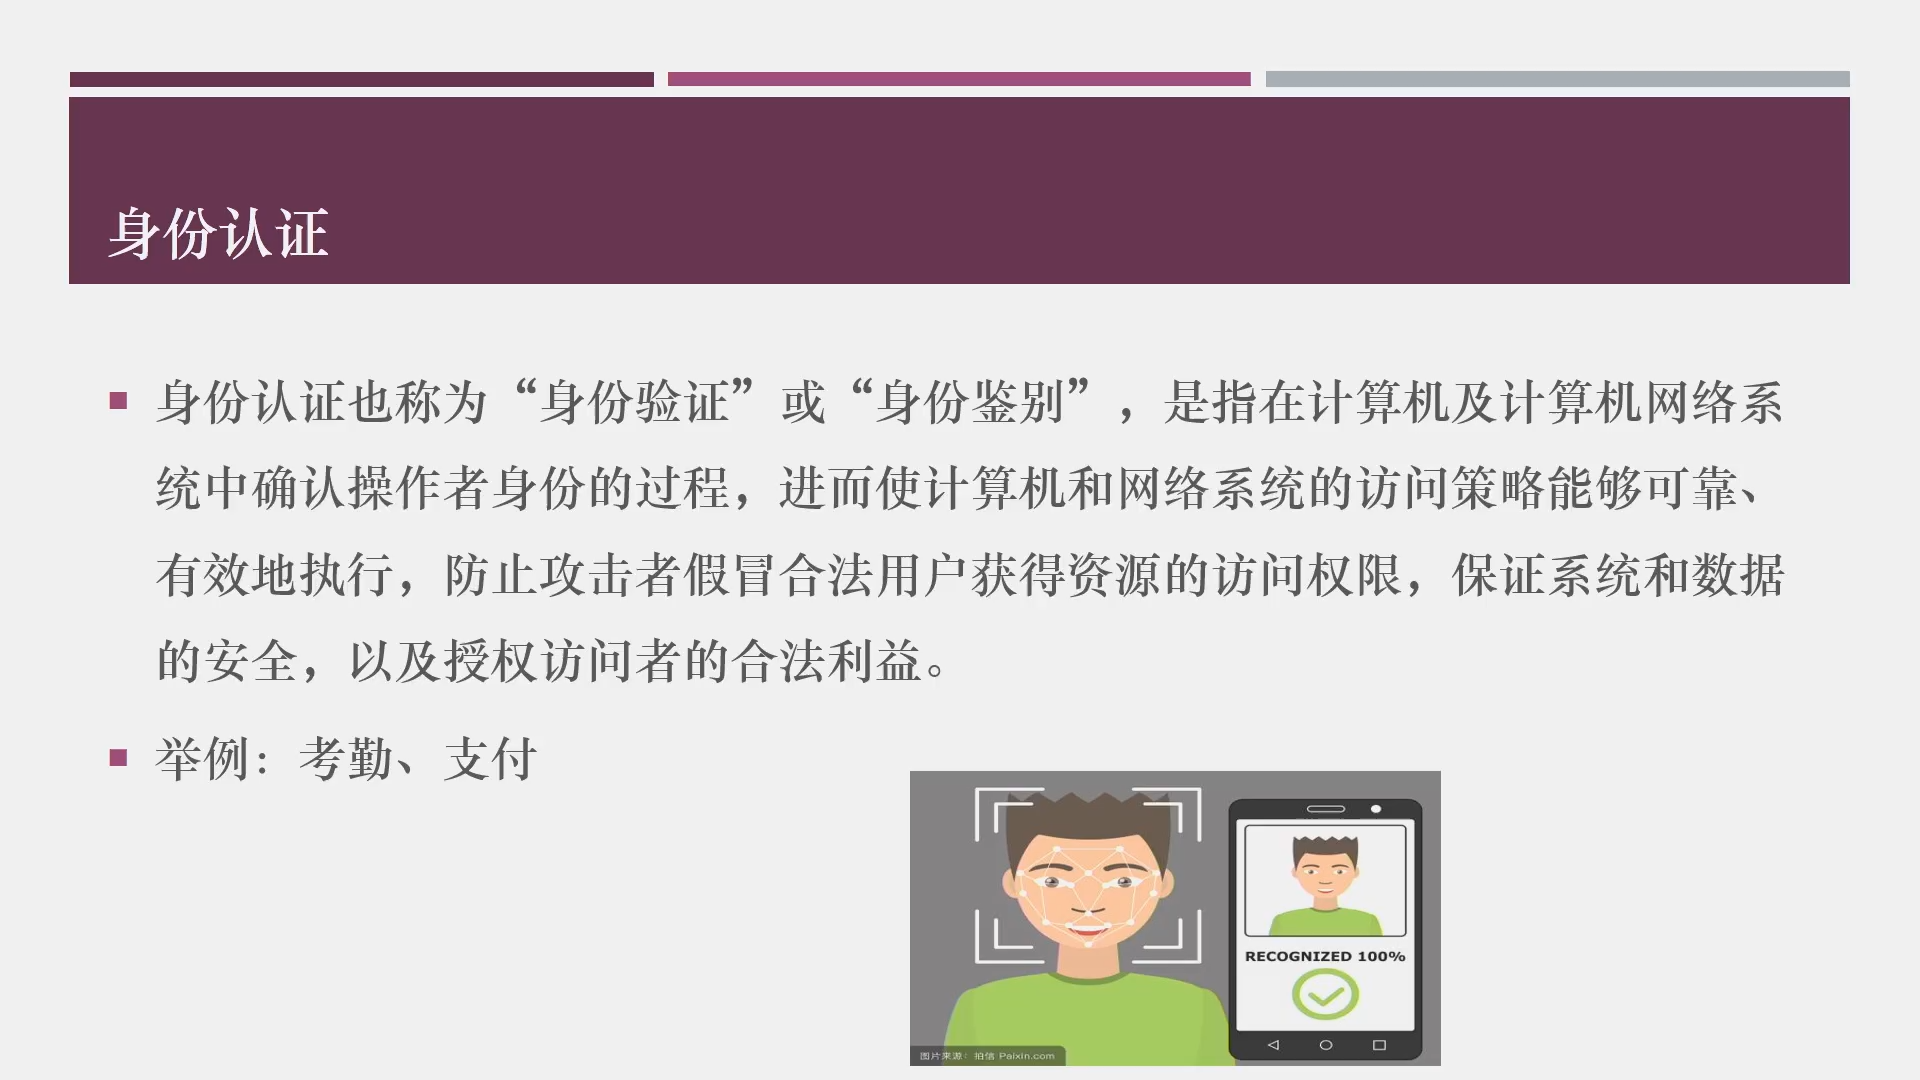 身份认证
身份认证也称为“身份验证”或“身份鉴别”，是指在计算机及计算机网络系
统中确认操作者身份的过程，进而使计算机和网络系统的访问策略能够可靠、
有效地执行，防止攻击者假冒合法用户获得资源的访问权限，保证系统和数据
的安全，以及授权访问者的合法利益。
举例：考勤、支付
RECOGNIZED 100%
图片来源：拍信 Paixin.com